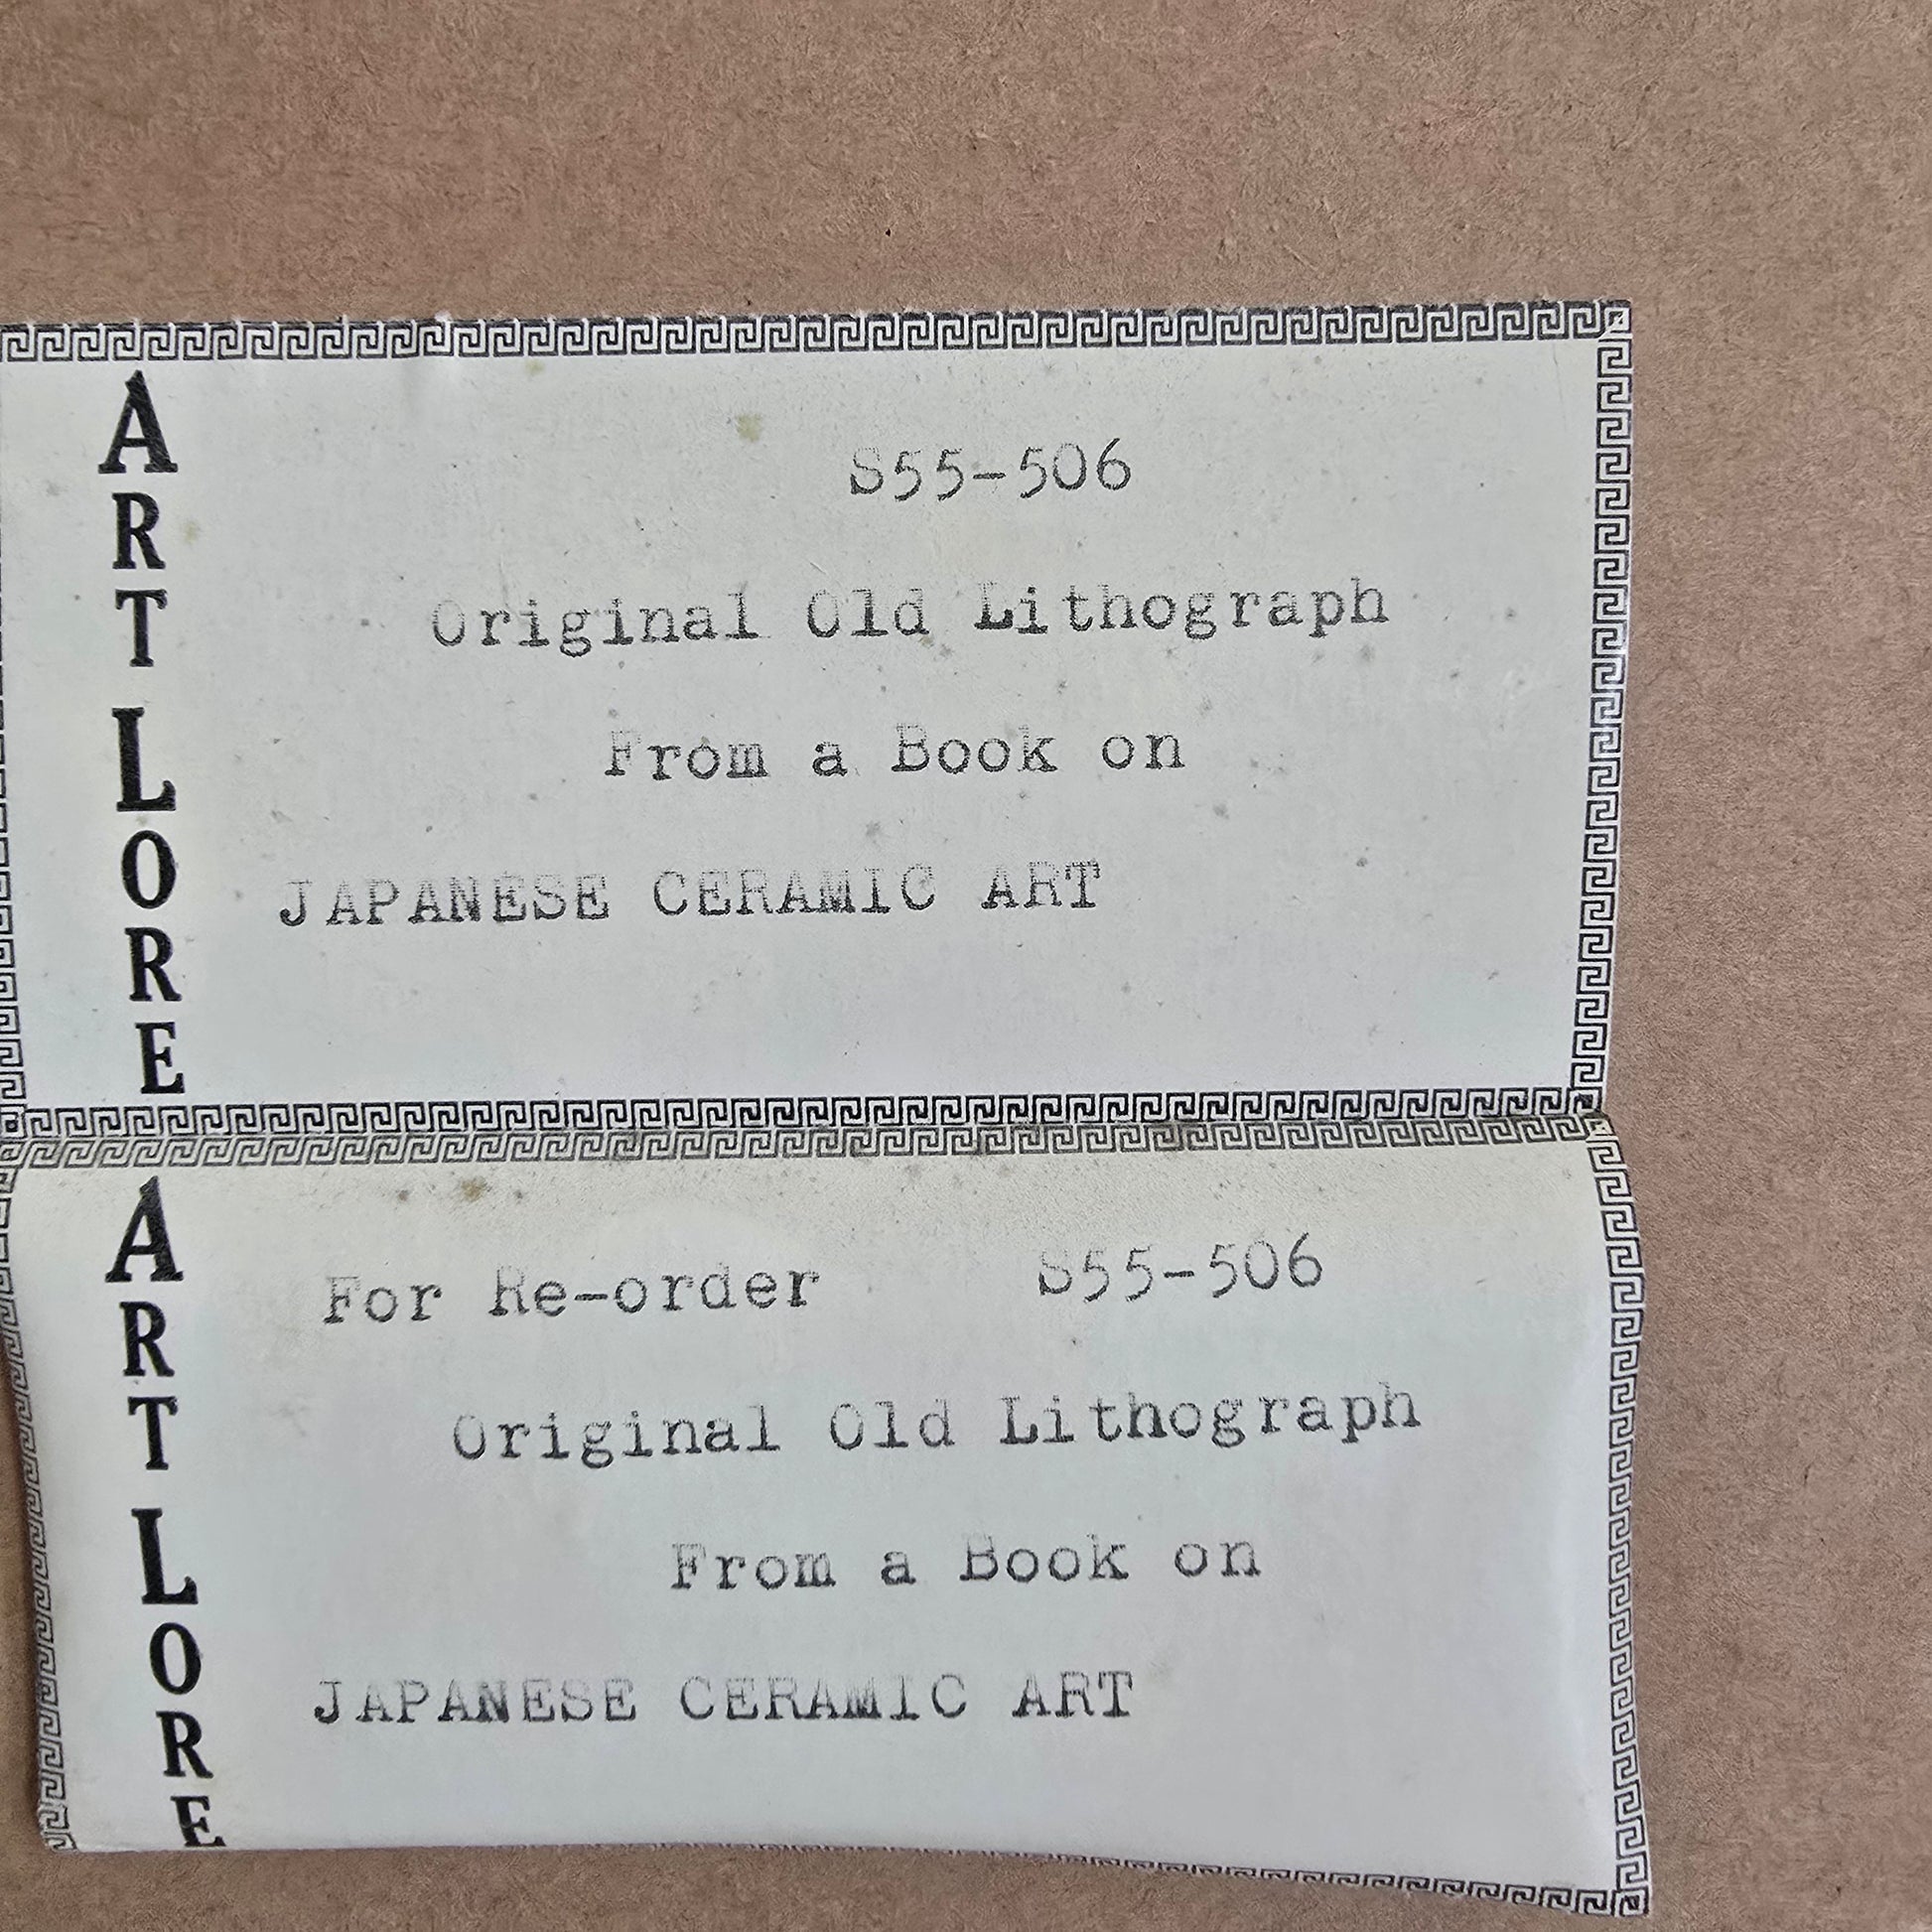 ART LORE
S55-506
Original Old Lithograph
From a Book on
JAPANESE CERAMIC ART
ART LORE
For Re-order S55-506
Original Old Lithograph
From a Book on
JAPANESE CERAMIC ART